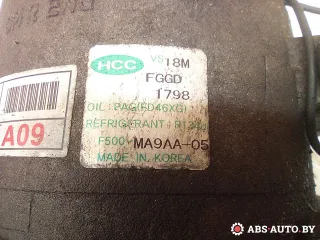 HCC
VS18M
FGGD
1798
OIL : PAG(FD46XG)
REFRIGERANT : R134a
F500- MA9AA-05
MADE IN KOREA
A09
ABS-AUTO.BY